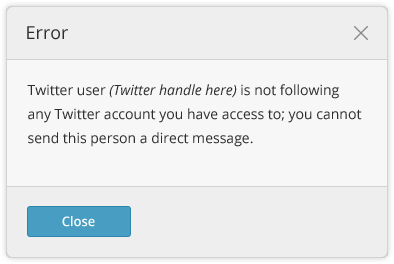 Error
Twitter user (Twitter handle here) is not following
any Twitter account you have access to; you cannot
send this person a direct message.
Close